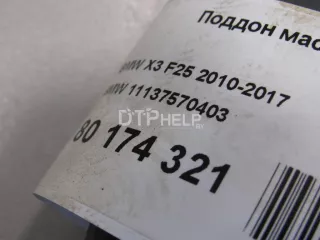 Поддон мас
BMW X3 F25 2010-2017
BMW 11137570403
80 174 321
DTPHELP